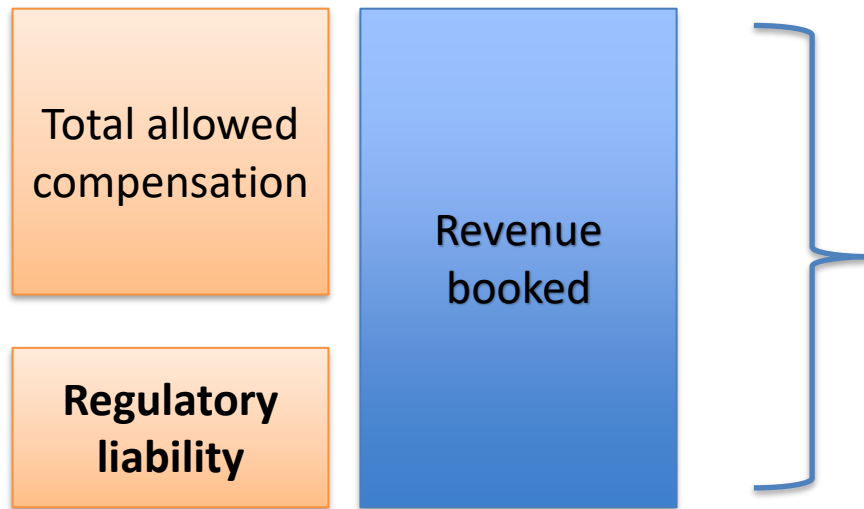 Total allowed
compensation
Revenue
booked
Regulatory
liability